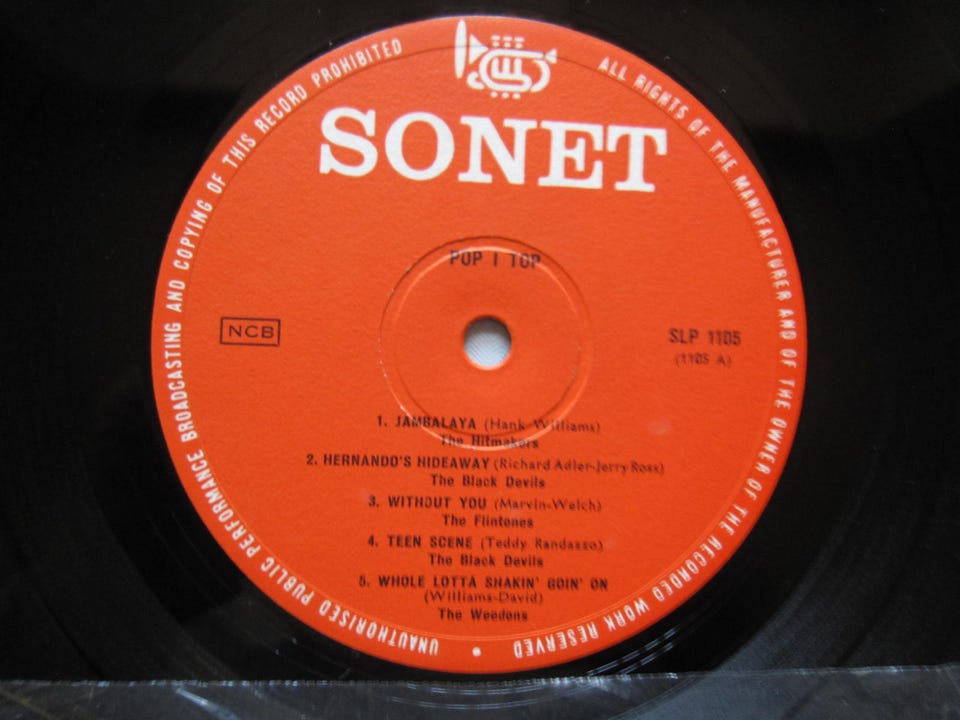 UNAUTHORISED PUBLIC PERFORMANCE BROADCASTING AND COPYING OF THIS RECORD PROHIBITED
ALL RIGHTS OF THE MANUFACTURER AND OF THE OWNER OF THE RECORDED WORK RESERVED
SONET
POP I TOP
NCB
SLP 1105
(1105 A)
1. JAMBALAYA (Hank Williams)
The Hitmakers
2. HERNANDO'S HIDEAWAY (Richard Adler-Jerry Ross)
The Black Devils
3. WITHOUT YOU (Marvin-Welch)
The Flintones
4. TEEN SCENE (Teddy Randazzo)
The Black Devils
5. WHOLE LOTTA SHAKIN' GOIN' ON
(Williams-David)
The Weedons